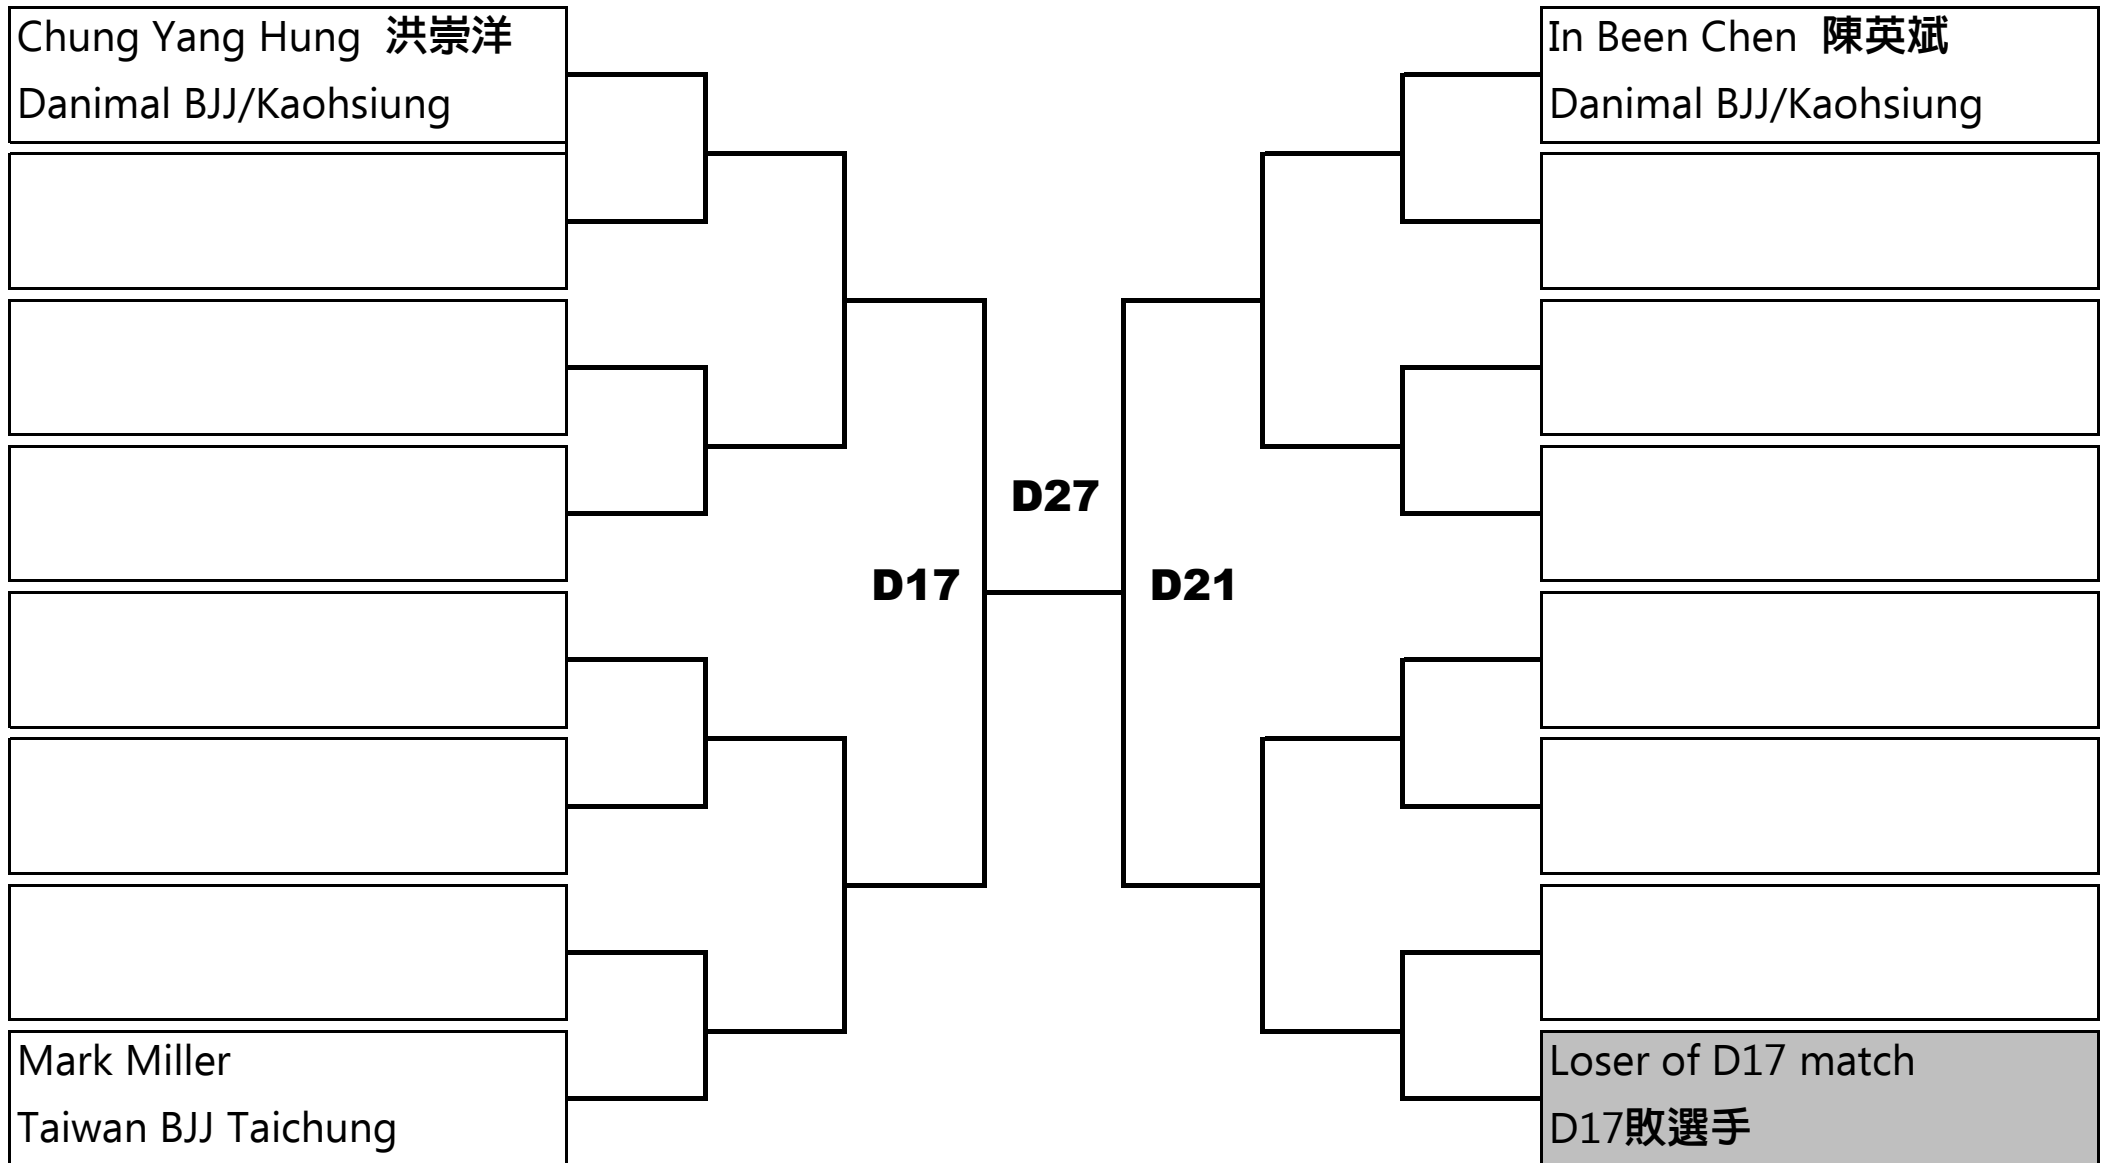 Chung Yang Hung 洪崇洋
Danimal BJJ/Kaohsiung
In Been Chen 陳英斌
Danimal BJJ/Kaohsiung
D27
D17
D21
Mark Miller
Taiwan BJJ Taichung
Loser of D17 match
D17敗選手